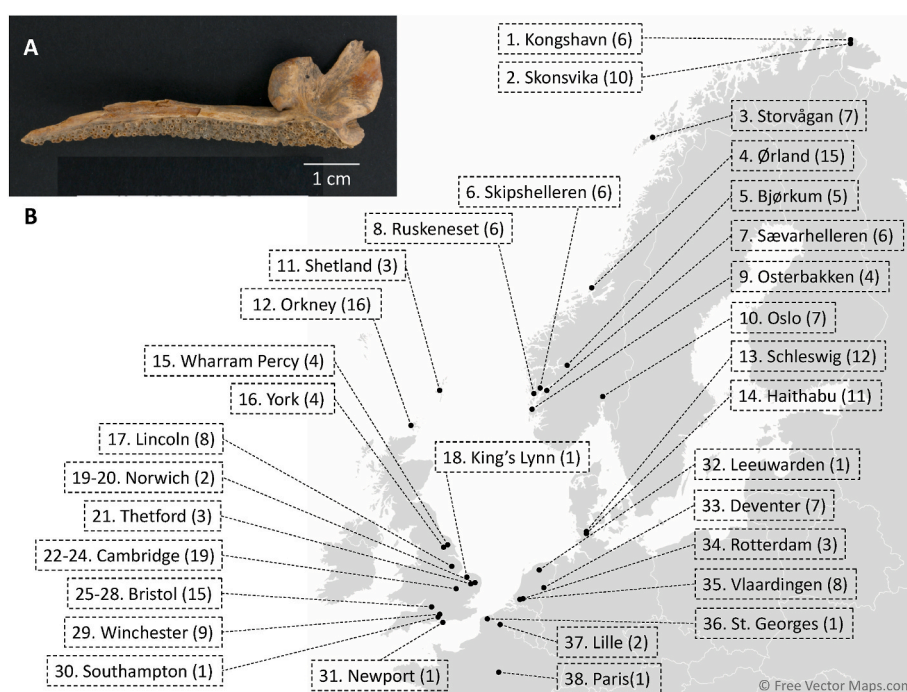 A
1 cm
B
1. Kongshavn (6)
2. Skonsvika (10)
3. Storvågan (7)
4. Ørland (15)
6. Skipshelleren (6)
5. Bjørkum (5)
8. Ruskeneset (6)
7. Sævarhelleren (6)
11. Shetland (3)
9. Osterbakken (4)
12. Orkney (16)
10. Oslo (7)
15. Wharram Percy (4)
13. Schleswig (12)
16. York (4)
14. Haithabu (11)
17. Lincoln (8)
18. King's Lynn (1)
32. Leeuwarden (1)
19-20. Norwich (2)
33. Deventer (7)
21. Thetford (3)
34. Rotterdam (3)
22-24. Cambridge (19)
35. Vlaardingen (8)
25-28. Bristol (15)
36. St. Georges (1)
29. Winchester (9)
37. Lille (2)
30. Southampton (1)
31. Newport (1)
38. Paris(1)
© Free Vector Maps.com